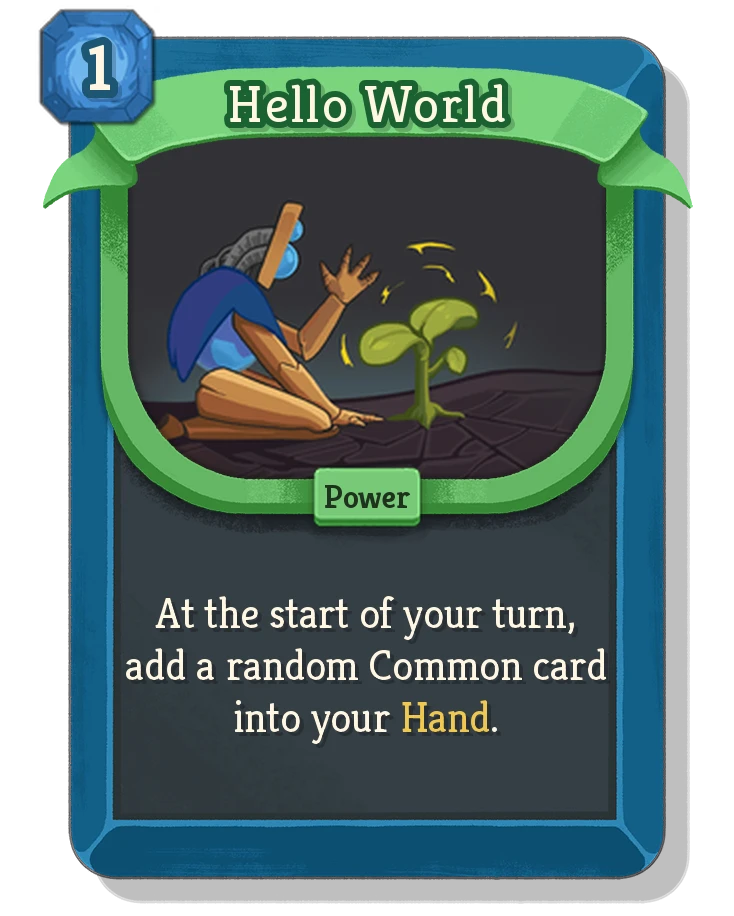 1
Hello World
Power
At the start of your turn,
add a random Common card
into your Hand.